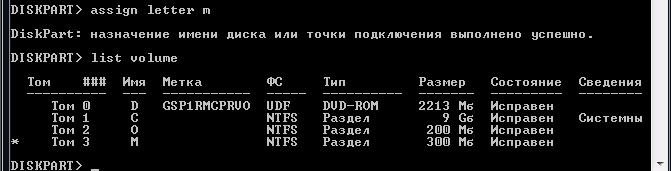 DISKPART> assign letter m
DiskPart: назначение имени диска или точки подключения выполнено успешно.
DISKPART> list volume
Том ### Имя Метка ФС Тип Размер Состояние Сведения
Том 0 D GSP1RMCPRVO UDF DVD-ROM 2213 Мб Исправен
Том 1 C NTFS Раздел 9 Gб Исправен Системны
Том 2 O NTFS Раздел 200 Мб Исправен
* Том 3 M NTFS Раздел 300 Мб Исправен
DISKPART> _